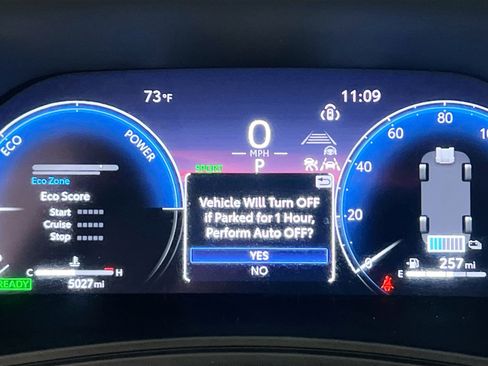 73°F
11:09
ECO
POWER
0
MPH
P
60
80
40
20
0
Eco Zone
Eco Score
Start
Cruise
Stop
Vehicle Will Turn OFF
if Parked for 1 Hour,
Perform Auto OFF?
YES
NO
C
H
READY
5027 mi
E
257 mi